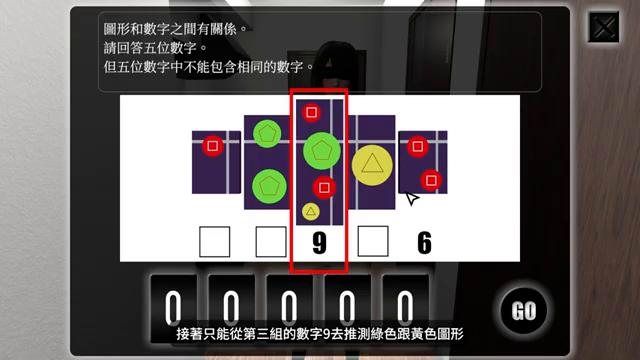 圖形和數字之間有關係。
請回答五位數字。
但五位數字中不能包含相同的數字。
9 6
0 0 0 0 0 GO
接著只能從第三組的數字9去推測綠色跟黃色圖形